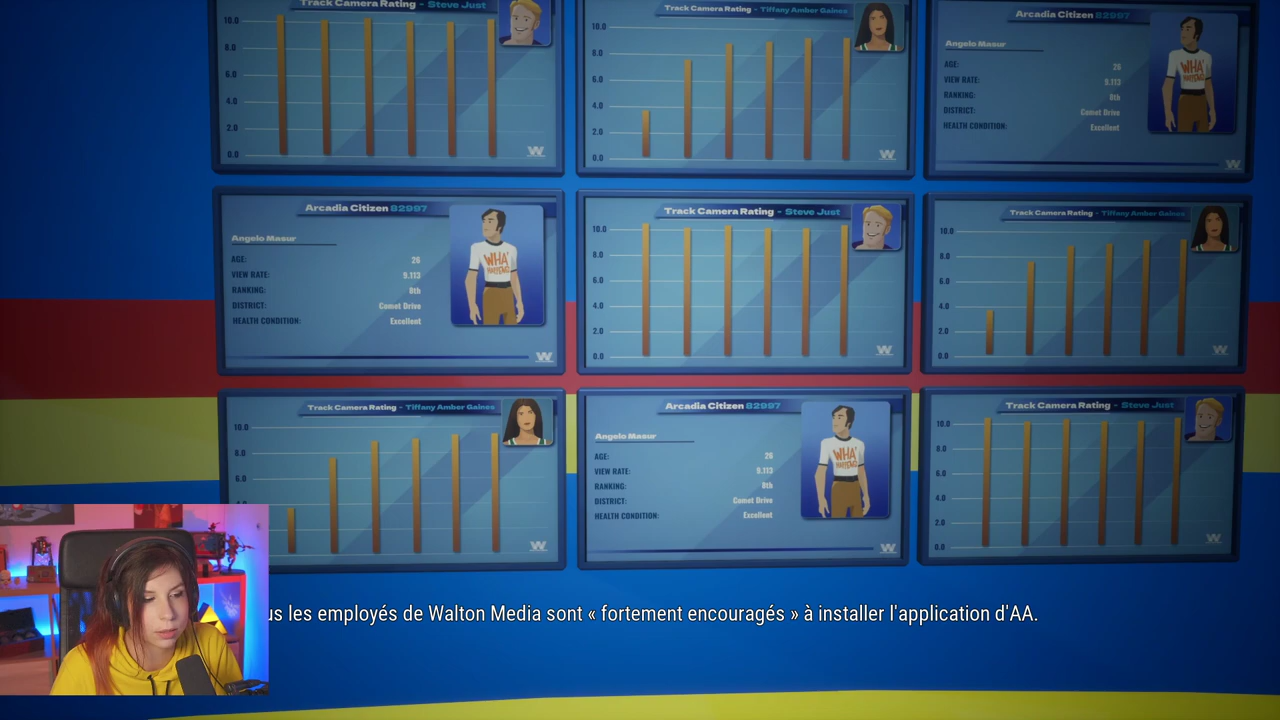 Track Camera Rating - Steve Just
10.0
8.0
6.0
4.0
2.0
0.0
W
Track Camera Rating - Tiffany Amber Gaines
10.0
8.0
6.0
4.0
2.0
0.0
W
Arcadia Citizen 82997
Angelo Masur
AGE: 26
VIEW RATE: 9.113
RANKING: 8th
DISTRICT: Comet Drive
HEALTH CONDITION: Excellent
WHA'
HAPPENED
W
Arcadia Citizen 82997
Angelo Masur
AGE: 26
VIEW RATE: 9.113
RANKING: 8th
DISTRICT: Comet Drive
HEALTH CONDITION: Excellent
WHA'
HAPPENED
W
Track Camera Rating - Steve Just
10.0
8.0
6.0
4.0
2.0
0.0
W
Track Camera Rating - Tiffany Amber Gaines
10.0
8.0
6.0
4.0
2.0
0.0
W
Track Camera Rating - Tiffany Amber Gaines
10.0
8.0
6.0
W
Arcadia Citizen 82997
Angelo Masur
AGE: 26
VIEW RATE: 9.113
RANKING: 8th
DISTRICT: Comet Drive
HEALTH CONDITION: Excellent
WHA'
HAPPENED
W
Track Camera Rating - Steve Just
10.0
8.0
6.0
4.0
2.0
0.0
W
us les employés de Walton Media sont « fortement encouragés » à installer l'application d'AA.